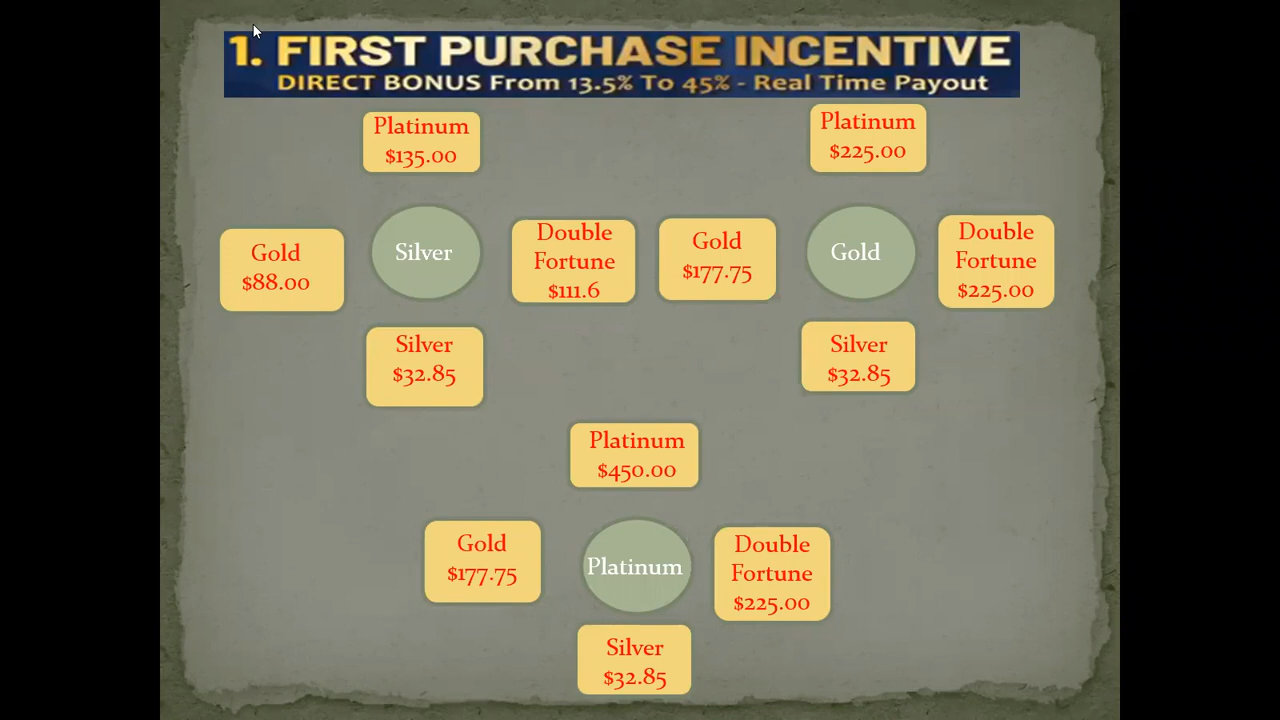 1. FIRST PURCHASE INCENTIVE
DIRECT BONUS From 13.5% To 45% - Real Time Payout
Platinum
$135.00
Gold
$88.00
Silver
Double
Fortune
$111.6
Silver
$32.85
Platinum
$225.00
Gold
$177.75
Gold
Double
Fortune
$225.00
Silver
$32.85
Platinum
$450.00
Gold
$177.75
Platinum
Double
Fortune
$225.00
Silver
$32.85